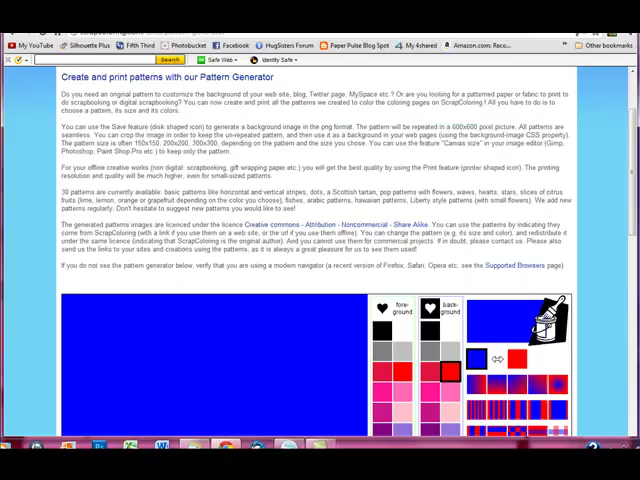 My YouTube Silhouette Plus Fifth Third Photobucket Facebook HugSisters Forum Paper Pulse Blog Spot My 4shared Amazon.com: Reco... Other bookmarks
Search Safe Web Identity Safe
Create and print patterns with our Pattern Generator
Do you need an original pattern to customize the background of your web site, blog, Twitter page, MySpace etc.? Or are you looking for a patterned paper or fabric to print to
do scrapbooking or digital scrapbooking? You can now create and print all the patterns we created to color the coloring pages on ScrapColoring ! All you have to do is to
choose a pattern, its size and its colors.
You can use the Save feature (disk shaped icon) to generate a background image in the png format. The pattern will be repeated in a 600x600 pixel picture. All patterns are
seamless. You can crop the image in order to keep the un-repeated pattern, and then use it as a background in your web pages (using the background-image CSS property).
The pattern size is often 150x150, 200x200, 300x300, depending on the pattern and the size you chose. You can use the feature "Canvas size" in your image editor (Gimp,
Photoshop, Paint Shop Pro etc.) to keep only the pattern.
For your offline creative works (non digital: scrapbooking, gift wrapping paper etc.) you will get the best quality by using the Print feature (printer shaped icon). The printing
resolution and quality will be much higher, even for small-sized patterns.
30 patterns are currently available: basic patterns like horizontal and vertical stripes, dots, a Scottish tartan, pop patterns with flowers, waves, hearts, stars, slices of citrus
fruits (lime, lemon, orange or grapefruit depending on the color you choose), fishes, arabic patterns, hawaiian patterns, Liberty style patterns (with small flowers). We add new
patterns regularly. Don't hesitate to suggest new patterns you would like to see!
The generated patterns images are licenced under the licence Creative commons - Attribution - Noncommercial - Share Alike. You can use the patterns by indicating they
come from ScrapColoring (with a link if you use them on a web site, or the url if you use them offline). You can change the pattern (e.g. its size and color), and redistribute it
under the same licence (indicating that ScrapColoring is the original author). And you cannot use them for commercial projects. If in doubt, please contact us. Please also
send us the links to your sites and creations using the patterns, as it is always a great pleasure for us to see them used!
If you do not see the pattern generator below, verify that you are using a modern navigator (a recent version of Firefox, Safari, Opera etc. see the Supported Browsers page)
fore-
ground
back-
ground